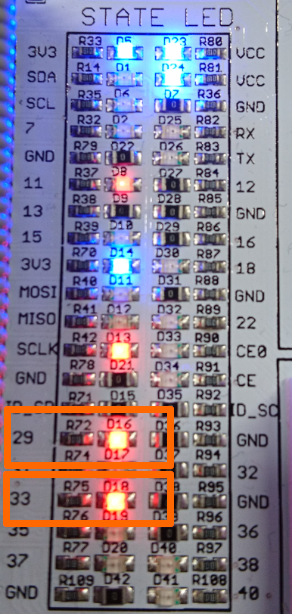 STATE LED
R33 D5 D23 R80
3V3 VCC
R14 D1 D24 R81
SDA VCC
R35 D6 D7 R36
SCL GND
R32 D2 D25 R82
7 RX
R79 D27 D26 R83
GND TX
R37 D8 D27 R84
11 12
R38 D9 D28 R85
13 GND
R39 D10 D29 R86
15 16
R70 D14 D30 R87
3V3 18
R40 D11 D31 R88
MOSI GND
R41 D12 D32 R89
MISO 22
R42 D13 D33 R90
SCLK CE0
R78 D21 D34 R91
GND CE
R71 D15 D35 R92
ID_SC
R72 D16 R93
29 GND
R74 D17 R94
32
R75 D18 R95
33 GND
R76 D19 R96
35 36
R77 D20 D40 R97
37 38
R109 D42 D41 R108
GND 40